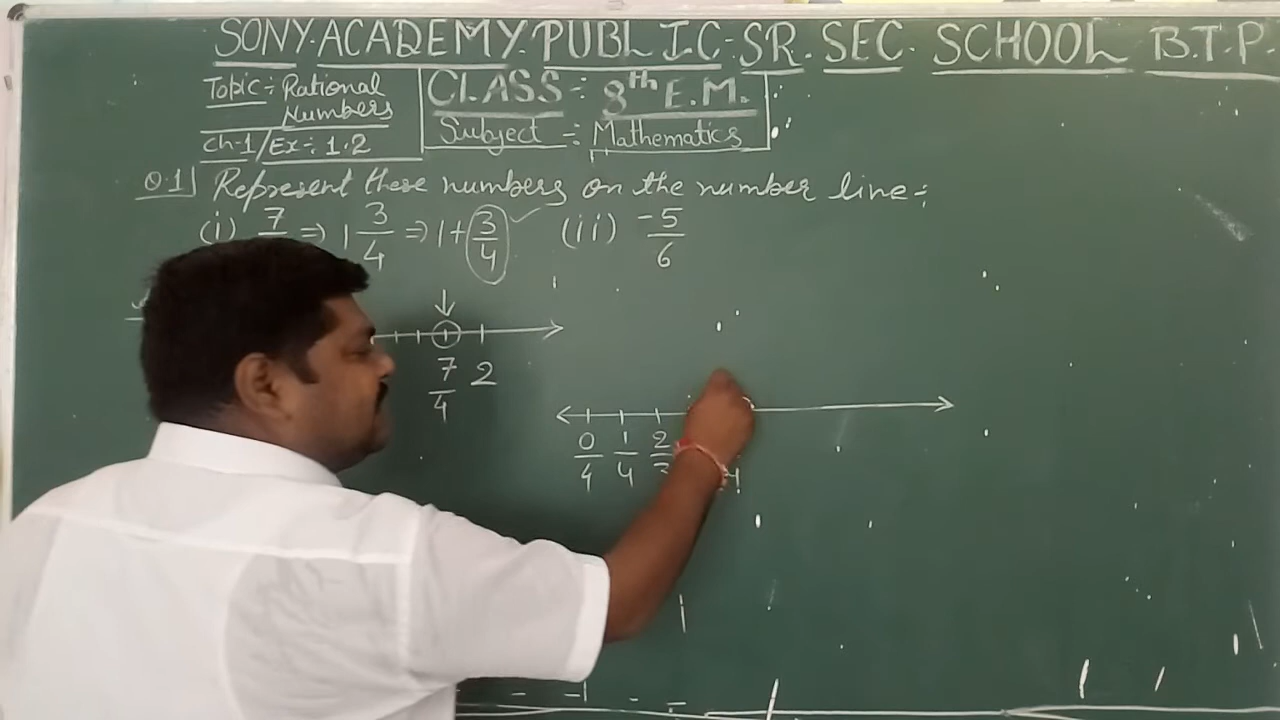 SONY ACADEMY PUBLIC SR. SEC. SCHOOL B.T.P.
Topic:- Rational Numbers
Ch-1/Ex:- 1.2
CLASS:- 8th E.M.
Subject:- Mathematics
Q.1] Represent these numbers on the number line:-
(i) 7 ⇒ 1 3/4 ⇒ 1+ 3/4 (ii) -5/6
7/4 2
0/4 1/4 2